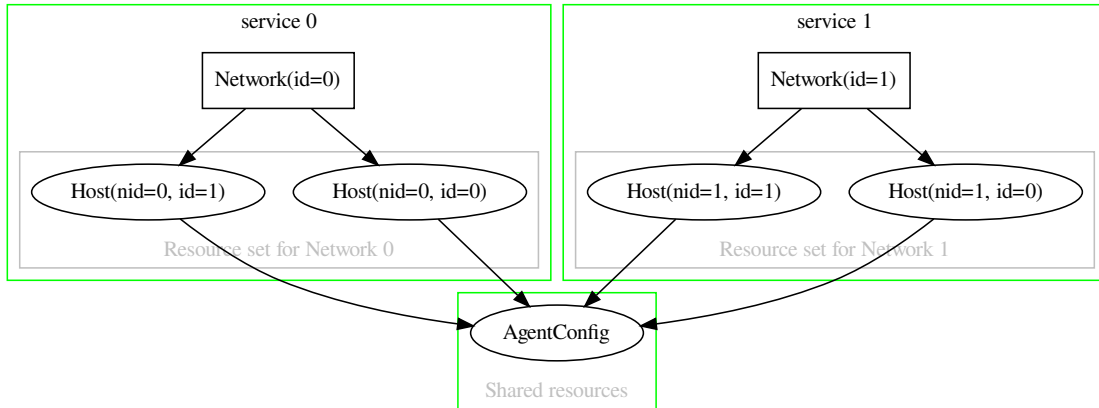 service 0
service 1
Network(id=0)
Network(id=1)
Host(nid=0, id=1)
Host(nid=0, id=0)
Host(nid=1, id=1)
Host(nid=1, id=0)
Resource set for Network 0
Resource set for Network 1
AgentConfig
Shared resources